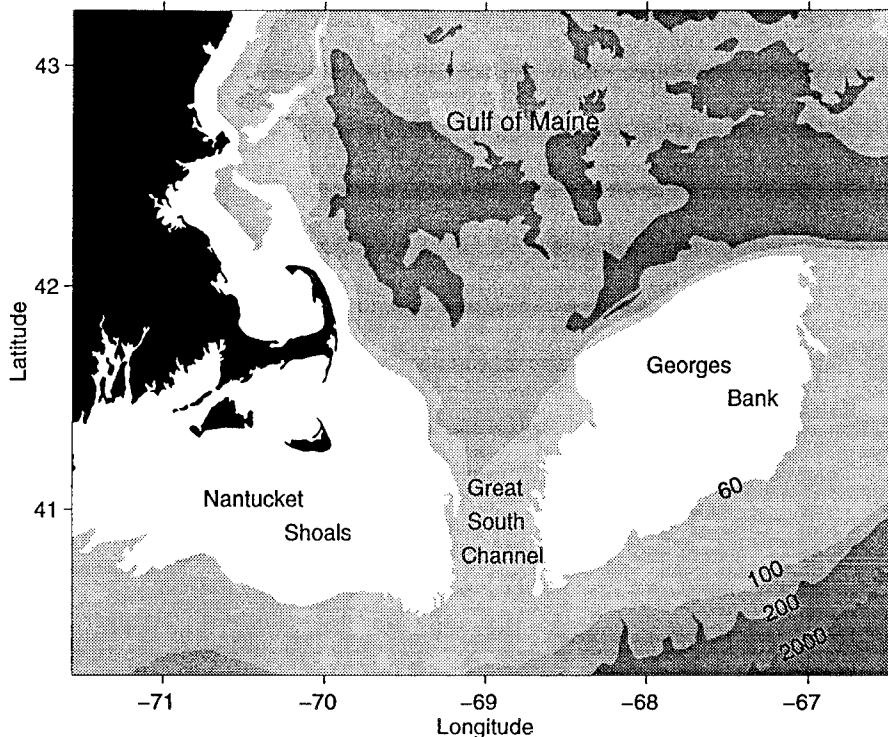 43
Gulf of Maine
42
Latitude
Georges
Bank
60
Great
South
Channel
Nantucket
Shoals
41
100
200
2000
-71
-70
-69
-68
-67
Longitude